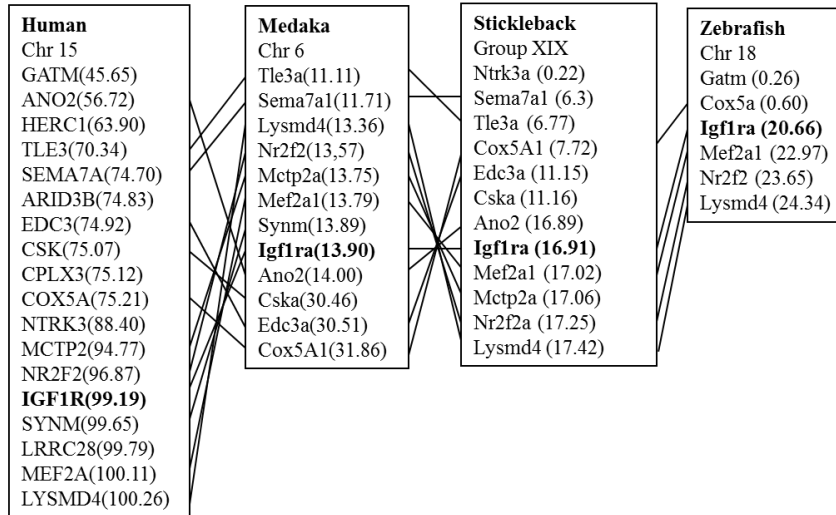 Human
Chr 15
GATM(45.65)
ANO2(56.72)
HERC1(63.90)
TLE3(70.34)
SEMA7A(74.70)
ARID3B(74.83)
EDC3(74.92)
CSK(75.07)
CPLX3(75.12)
COX5A(75.21)
NTRK3(88.40)
MCTP2(94.77)
NR2F2(96.87)
IGF1R(99.19)
SYNM(99.65)
LRRC28(99.79)
MEF2A(100.11)
LYSMD4(100.26)
Medaka
Chr 6
Tle3a(11.11)
Sema7a1(11.71)
Lysmd4(13.36)
Nr2f2(13,57)
Mctp2a(13.75)
Mef2a1(13.79)
Synm(13.89)
Igf1ra(13.90)
Ano2(14.00)
Cska(30.46)
Edc3a(30.51)
Cox5A1(31.86)
Stickleback
Group XIX
Ntrk3a (0.22)
Sema7a1 (6.3)
Tle3a (6.77)
Cox5A1 (7.72)
Edc3a (11.15)
Cska (11.16)
Ano2 (16.89)
Igf1ra (16.91)
Mef2a1 (17.02)
Mctp2a (17.06)
Nr2f2a (17.25)
Lysmd4 (17.42)
Zebrafish
Chr 18
Gatm (0.26)
Cox5a (0.60)
Igf1ra (20.66)
Mef2a1 (22.97)
Nr2f2 (23.65)
Lysmd4 (24.34)